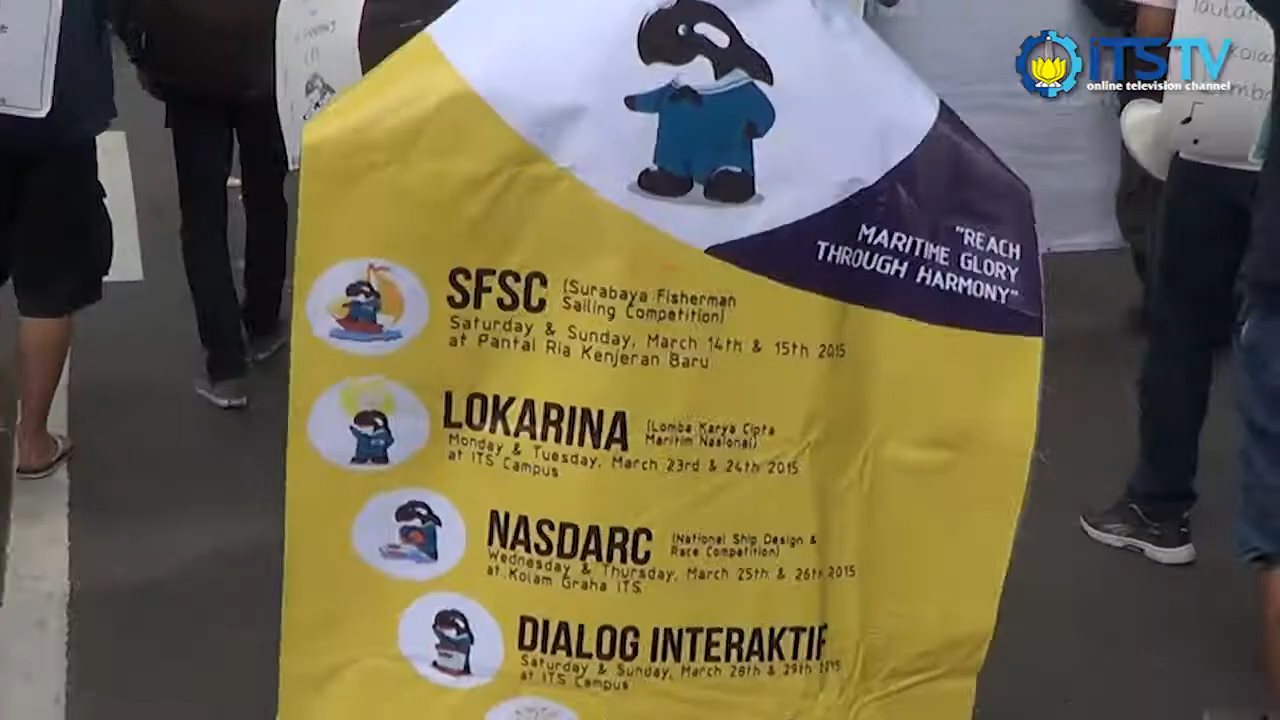 iTSTV
online television channel
"REACH
MARITIME GLORY
THROUGH HARMONY"
SFSC (Surabaya Fisherman
Sailing Competition)
Saturday & Sunday, March 14th & 15th 2015
at Pantai Ria Kenjeran Baru
LOKARINA (Lomba Karya Cipta
Maritim Nasional)
Monday & Tuesday, March 23rd & 24th 2015
at ITS Campus
NASDARC (National Ship Design &
Race Competition)
Wednesday & Thursday, March 25th & 26th 2015
at Kolam Graha ITS
DIALOG INTERAKTIF
Saturday & Sunday, March 28th & 29th 2015
at ITS Campus